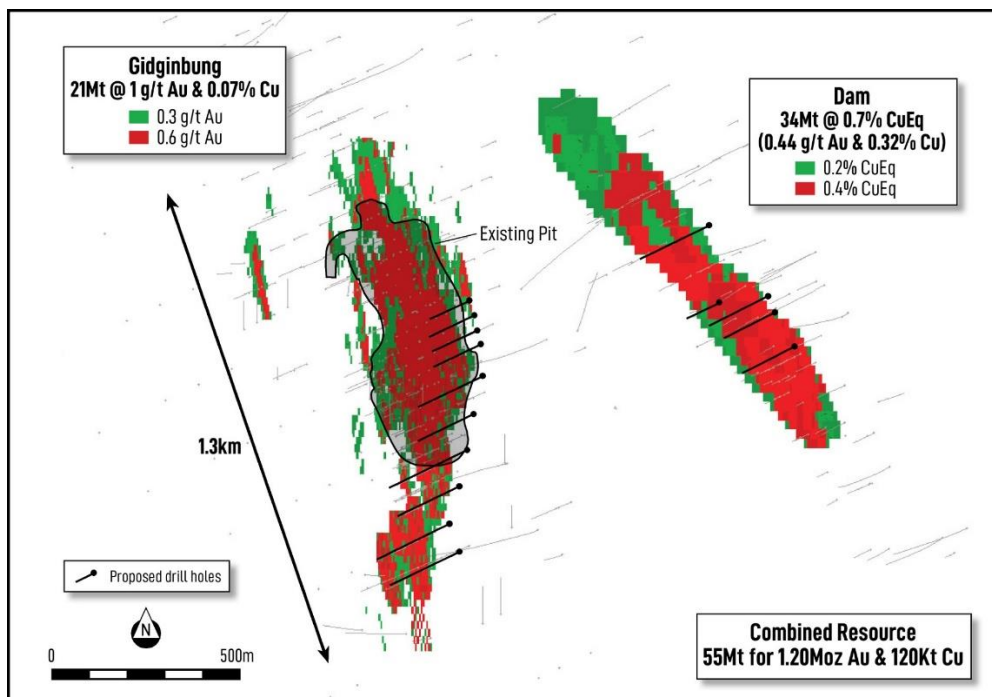 Gidginbung
21Mt @ 1 g/t Au & 0.07% Cu
0.3 g/t Au
0.6 g/t Au
Dam
34Mt @ 0.7% CuEq
(0.44 g/t Au & 0.32% Cu)
0.2% CuEq
0.4% CuEq
Existing Pit
1.3km
Proposed drill holes
N
0 500m
Combined Resource
55Mt for 1.20Moz Au & 120Kt Cu